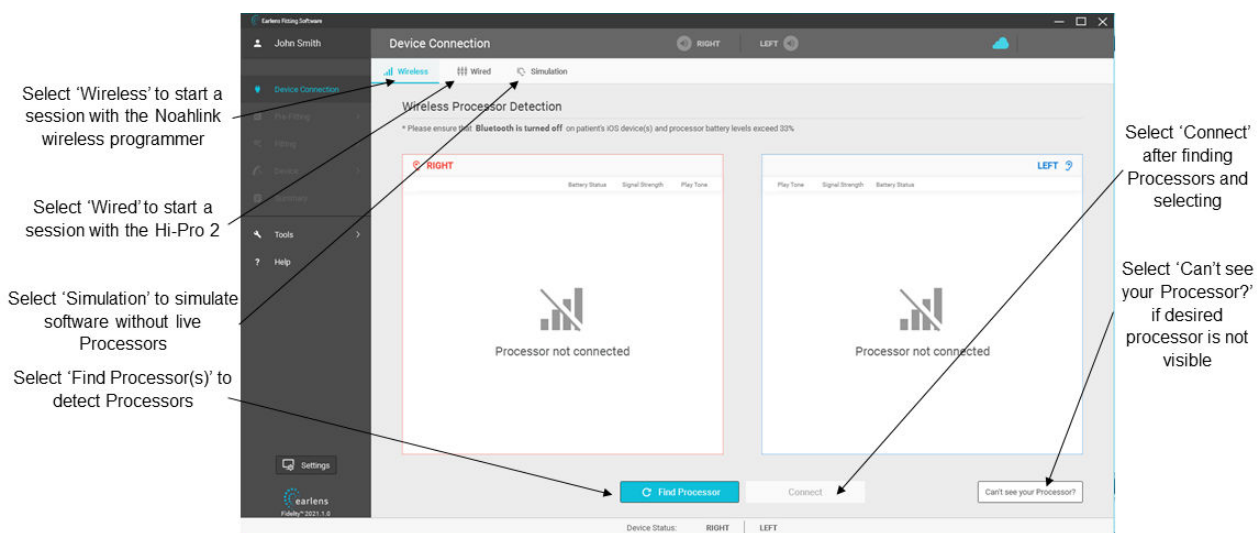 Earlens Fitting Software
John Smith
Device Connection
RIGHT
LEFT
Wireless
Wired
Simulation
Device Connection
Pre-Fitting
Fitting
Device
Summary
Tools
? Help
Settings
earlens
Fidelity™ 2021.1.0
Wireless Processor Detection
* Please ensure that Bluetooth is turned off on patient's iOS device(s) and processor battery levels exceed 33%
RIGHT
Battery Status Signal Strength Play Tone
Processor not connected
LEFT
Play Tone Signal Strength Battery Status
Processor not connected
Find Processor
Connect
Can't see your Processor?
Device Status: RIGHT LEFT
Select ‘Wireless’ to start a
session with the Noahlink
wireless programmer
Select ‘Wired’ to start a
session with the Hi-Pro 2
Select ‘Simulation’ to simulate
software without live
Processors
Select ‘Find Processor(s)’ to
detect Processors
Select ‘Connect’
after finding
Processors and
selecting
Select ‘Can’t see
your Processor?’
if desired
processor is not
visible